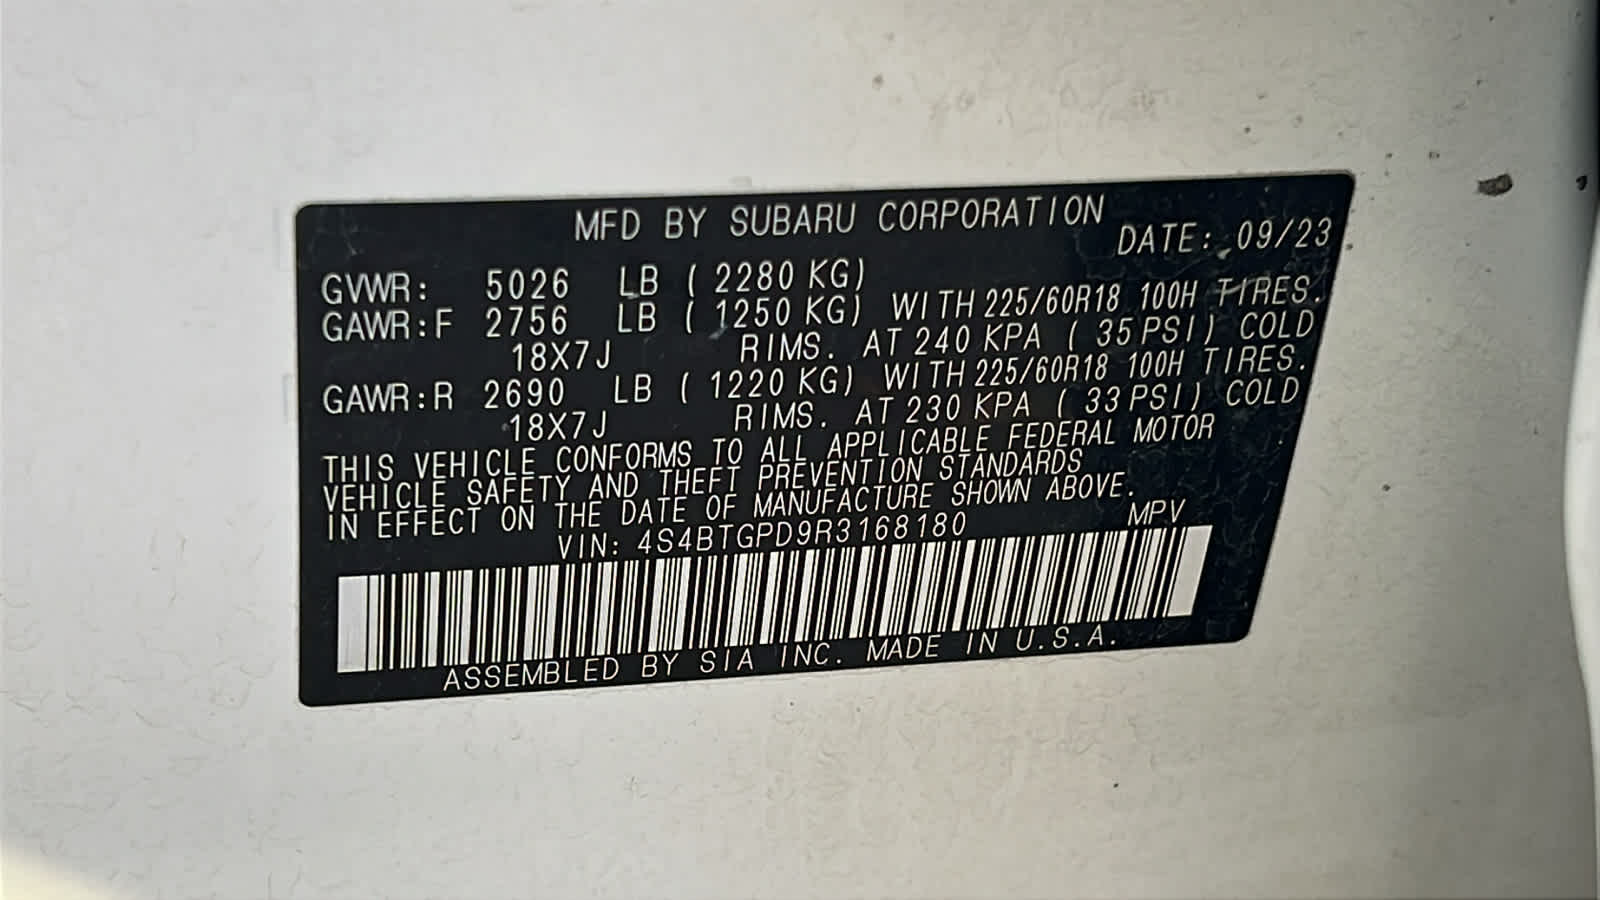 MFD BY SUBARU CORPORATION
DATE: 09/23
GVWR: 5026 LB ( 2280 KG)
GAWR:F 2756 LB ( 1250 KG) WITH 225/60R18 100H TIRES.
18X7J RIMS. AT 240 KPA ( 35 PSI) COLD
GAWR:R 2690 LB ( 1220 KG) WITH 225/60R18 100H TIRES.
18X7J RIMS. AT 230 KPA ( 33 PSI) COLD
THIS VEHICLE CONFORMS TO ALL APPLICABLE FEDERAL MOTOR
VEHICLE SAFETY AND THEFT PREVENTION STANDARDS
IN EFFECT ON THE DATE OF MANUFACTURE SHOWN ABOVE.
VIN: 4S4BTGPD9R3168180 MPV
ASSEMBLED BY SIA INC. MADE IN U.S.A.